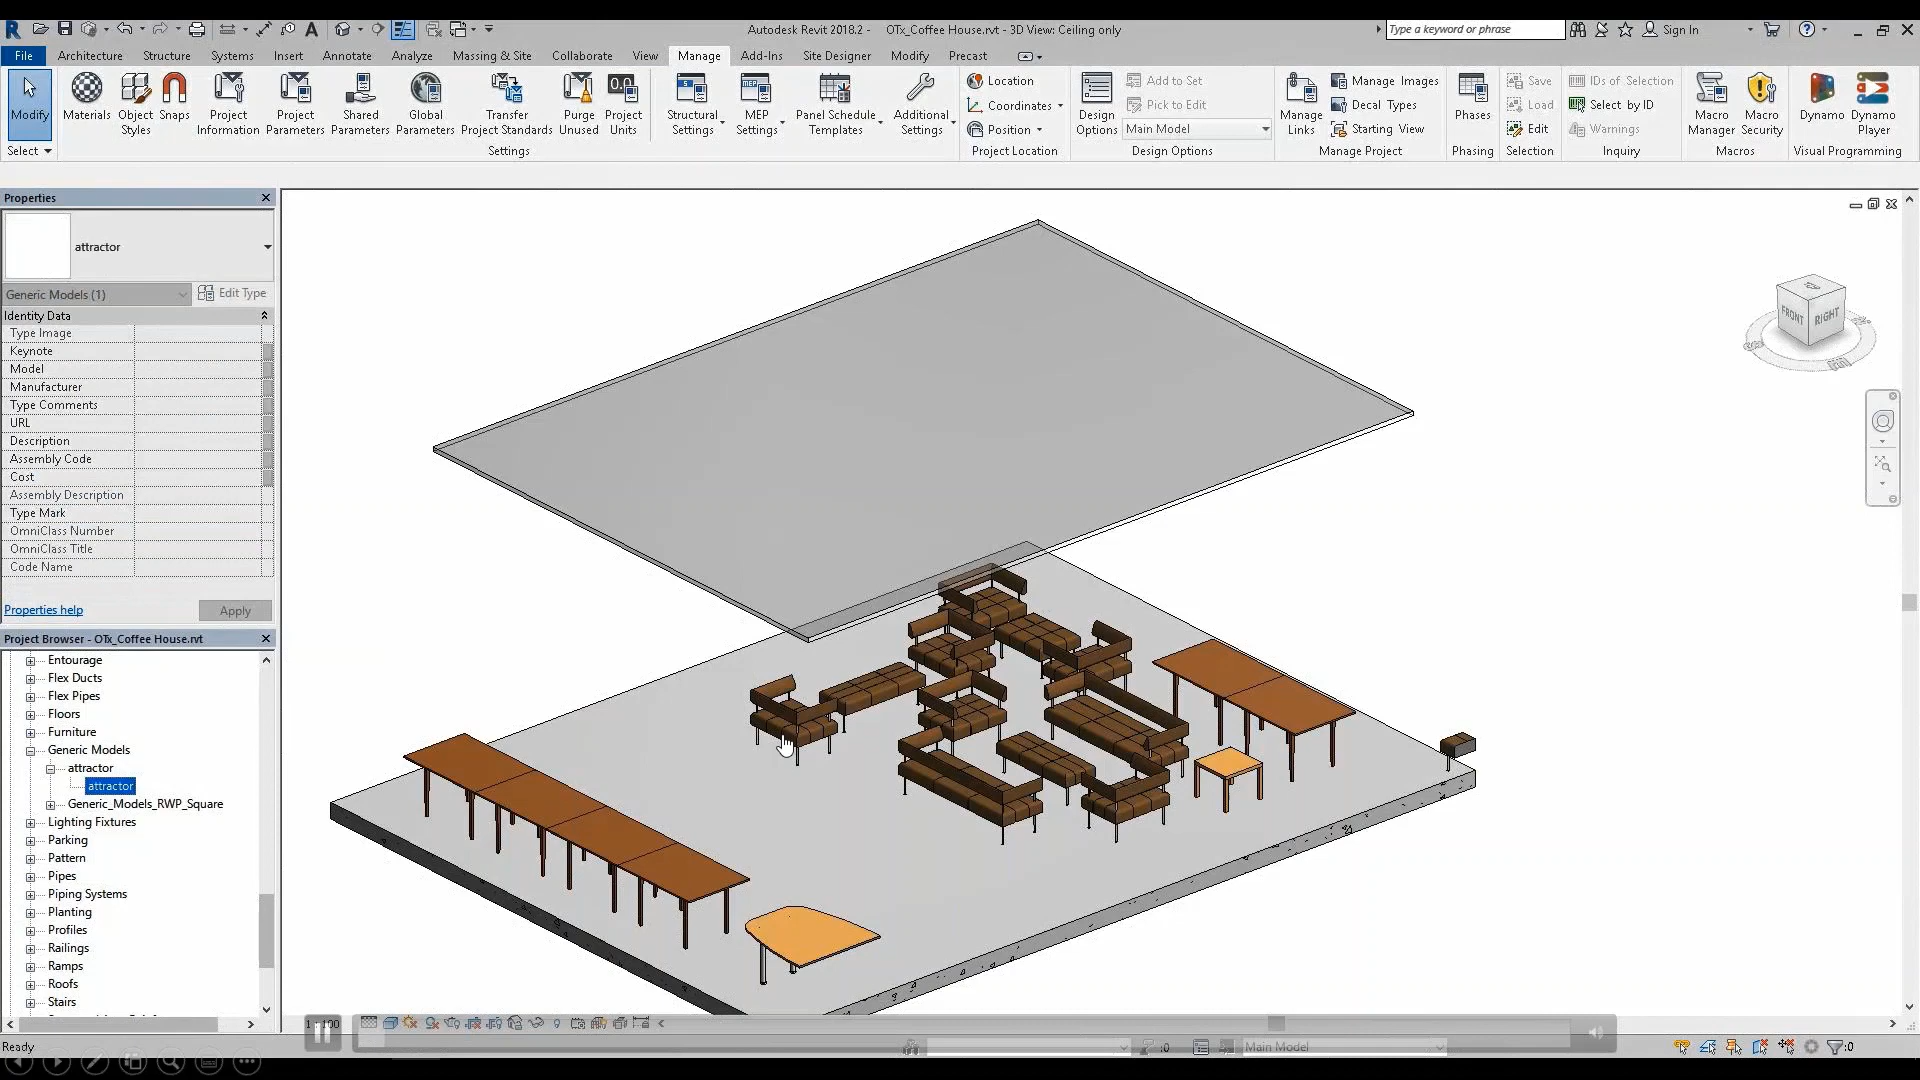 Autodesk Revit 2018.2 - OTx_Coffee House.rvt - 3D View: Ceiling only
Type a keyword or phrase
Sign In
File Architecture Structure Systems Insert Annotate Analyze Massing & Site Collaborate View Manage Add-Ins Site Designer Modify Precast
Modify
Materials
Object Styles
Snaps
Project Information
Project Parameters
Shared Parameters
Global Parameters
Transfer Project Standards
Purge Unused
Project Units
Structural Settings
MEP Settings
Panel Schedule Templates
Additional Settings
Location
Coordinates
Position
Design Options
Add to Set
Pick to Edit
Main Model
Manage Links
Manage Images
Decal Types
Starting View
Phases
Save
Load
Edit
IDs of Selection
Select by ID
Warnings
Macro Manager
Macro Security
Dynamo
Dynamo Player
Select
Settings
Project Location
Design Options
Manage Project
Phasing
Selection
Inquiry
Macros
Visual Programming
Properties
attractor
Generic Models (1)
Edit Type
Identity Data
Type Image
Keynote
Model
Manufacturer
Type Comments
URL
Description
Assembly Code
Cost
Assembly Description
Type Mark
OmniClass Number
OmniClass Title
Code Name
Properties help
Apply
Project Browser - OTx_Coffee House.rvt
Entourage
Flex Ducts
Flex Pipes
Floors
Furniture
Generic Models
attractor
attractor
Generic_Models_RWP_Square
Lighting Fixtures
Parking
Pattern
Pipes
Piping Systems
Planting
Profiles
Railings
Ramps
Roofs
Stairs
FRONT
RIGHT
1 : 100
Ready
:0
Main Model
:0